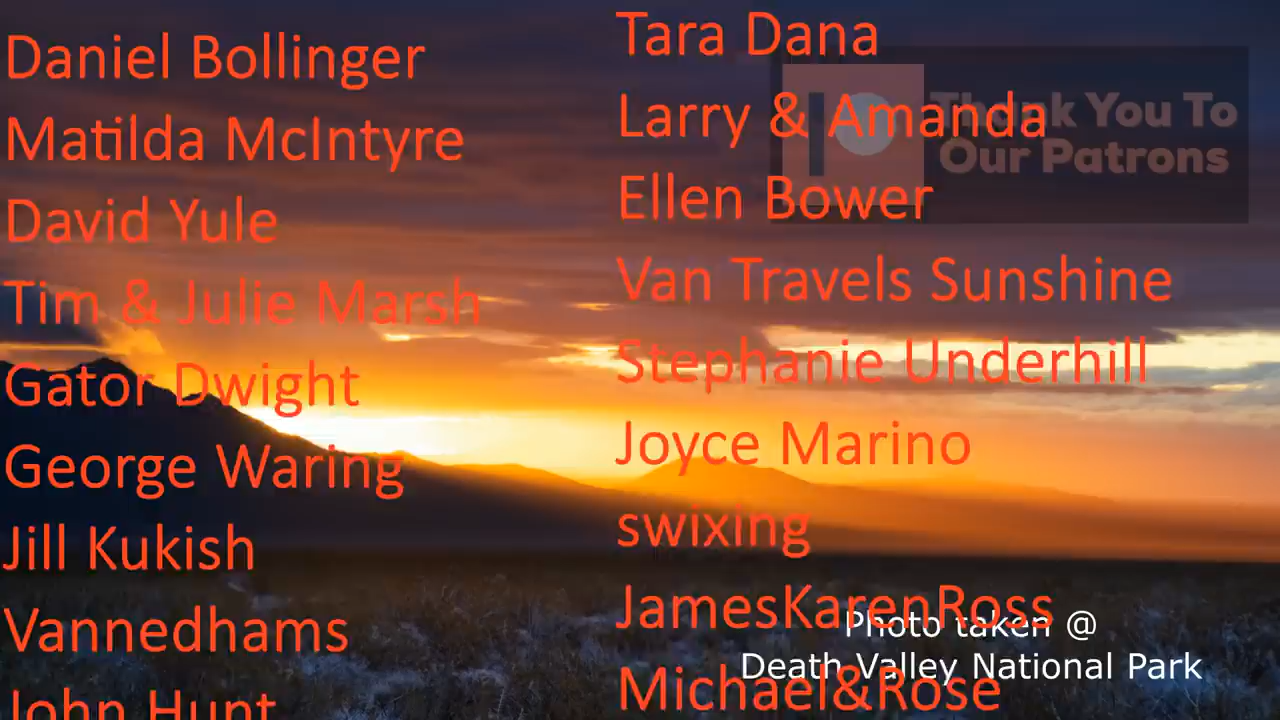 Daniel Bollinger
Matilda McIntyre
David Yule
Tim & Julie Marsh
Gator Dwight
George Waring
Jill Kukish
Vannedhams
John Hunt
Tara Dana
Larry & Amanda
Ellen Bower
Van Travels Sunshine
Stephanie Underhill
Joyce Marino
swixing
JamesKarenRoss
Michael&Rose
Thank You To
Our Patrons
Photo taken @
Death Valley National Park